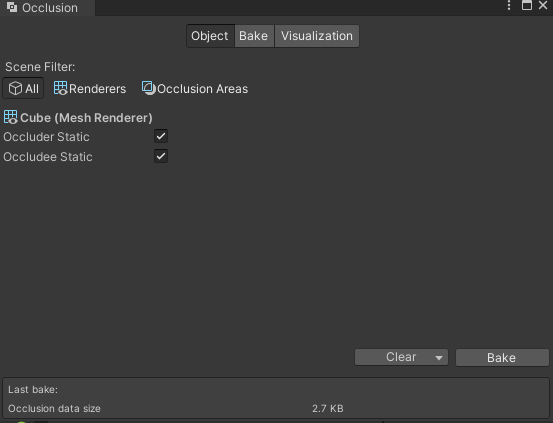 Occlusion
Object Bake Visualization
Scene Filter:
All Renderers Occlusion Areas
Cube (Mesh Renderer)
Occluder Static
Occludee Static
Clear Bake
Last bake:
Occlusion data size 2.7 KB